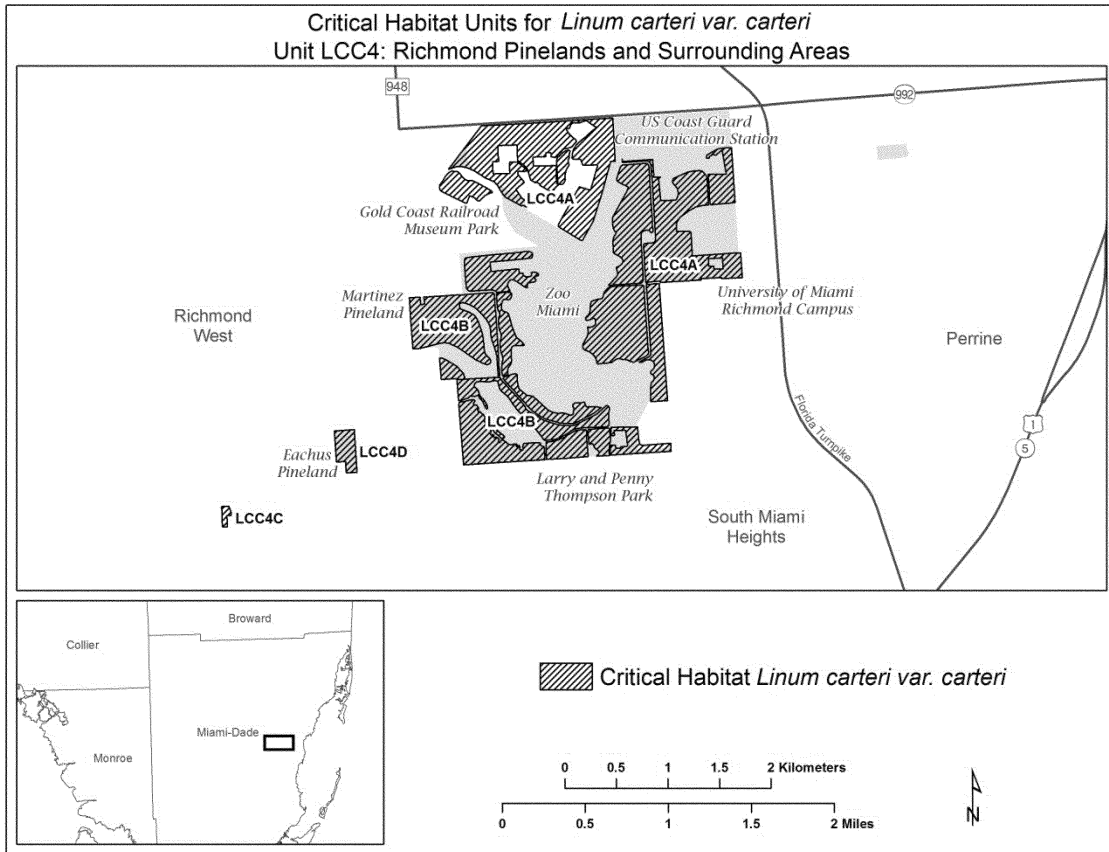 Critical Habitat Units for Linum carteri var. carteri
Unit LCC4: Richmond Pinelands and Surrounding Areas
948
992
US Coast Guard
Communication Station
LCC4A
Gold Coast Railroad
Museum Park
LCC4A
University of Miami
Richmond Campus
Zoo
Miami
Martinez
Pineland
LCC4B
Richmond
West
Perrine
Florida Turnpike
1
5
LCC4B
LCC4D
Eachus
Pineland
Larry and Penny
Thompson Park
LCC4C
South Miami
Heights
Broward
Collier
Miami-Dade
Monroe
Critical Habitat Linum carteri var. carteri
0 0.5 1 1.5 2 Kilometers
0 0.5 1 2 Miles
N